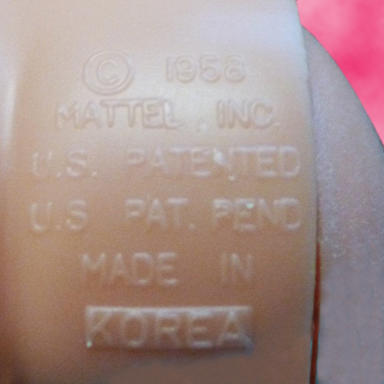 © 1958
MATTEL, INC.
U.S. PATENTED
U.S. PAT. PEND
MADE IN
KOREA